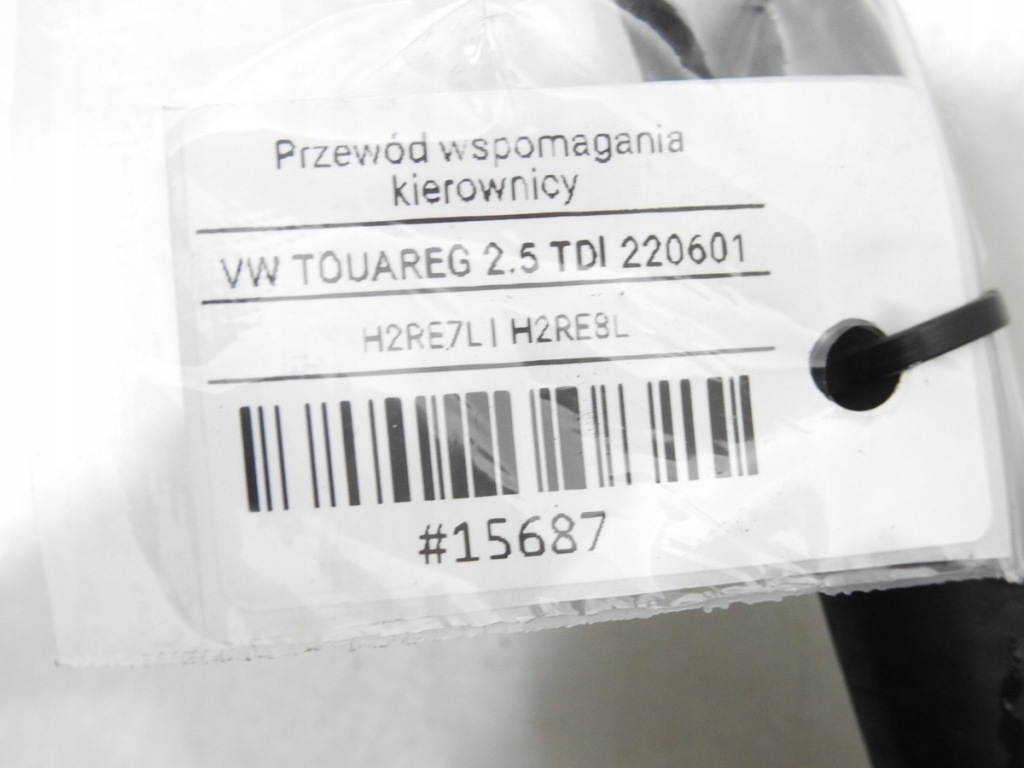 Przewód wspomagania
kierownicy
VW TOUAREG 2.5 TDI 220601
H2RE7L | H2RE8L
#15687